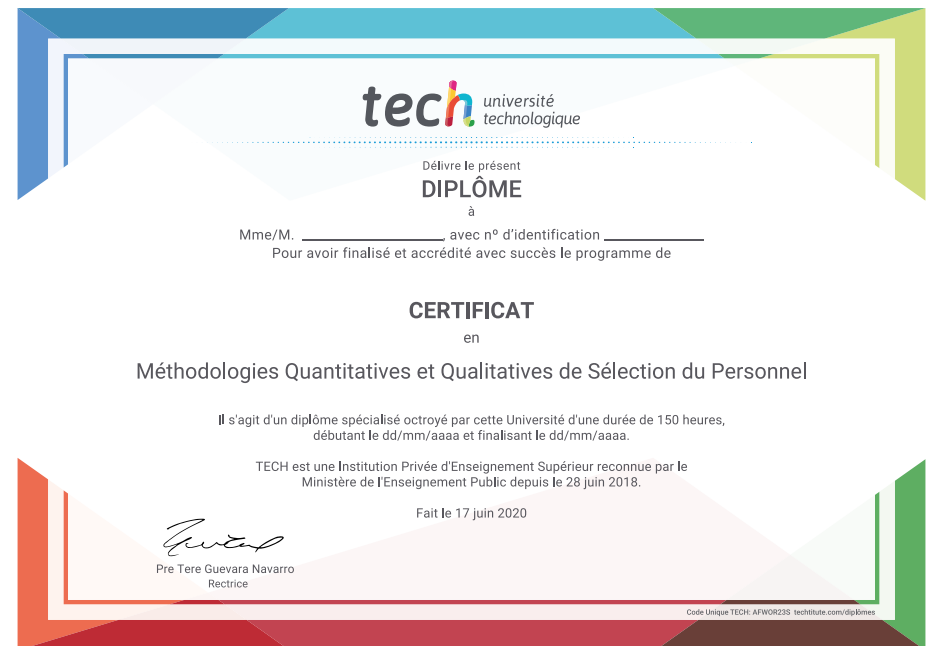 tech université
technologique
Délivre le présent
DIPLÔME
à
Mme/M. ____________, avec nº d'identification ____________
Pour avoir finalisé et accrédité avec succès le programme de
CERTIFICAT
en
Méthodologies Quantitatives et Qualitatives de Sélection du Personnel
Il s'agit d'un diplôme spécialisé octroyé par cette Université d'une durée de 150 heures,
débutant le dd/mm/aaaa et finalisant le dd/mm/aaaa.
TECH est une Institution Privée d'Enseignement Supérieur reconnue par le
Ministère de l'Enseignement Public depuis le 28 juin 2018.
Fait le 17 juin 2020
Pre Tere Guevara Navarro
Rectrice
Code Unique TECH: AFWOR23S techtitute.com/diplômes